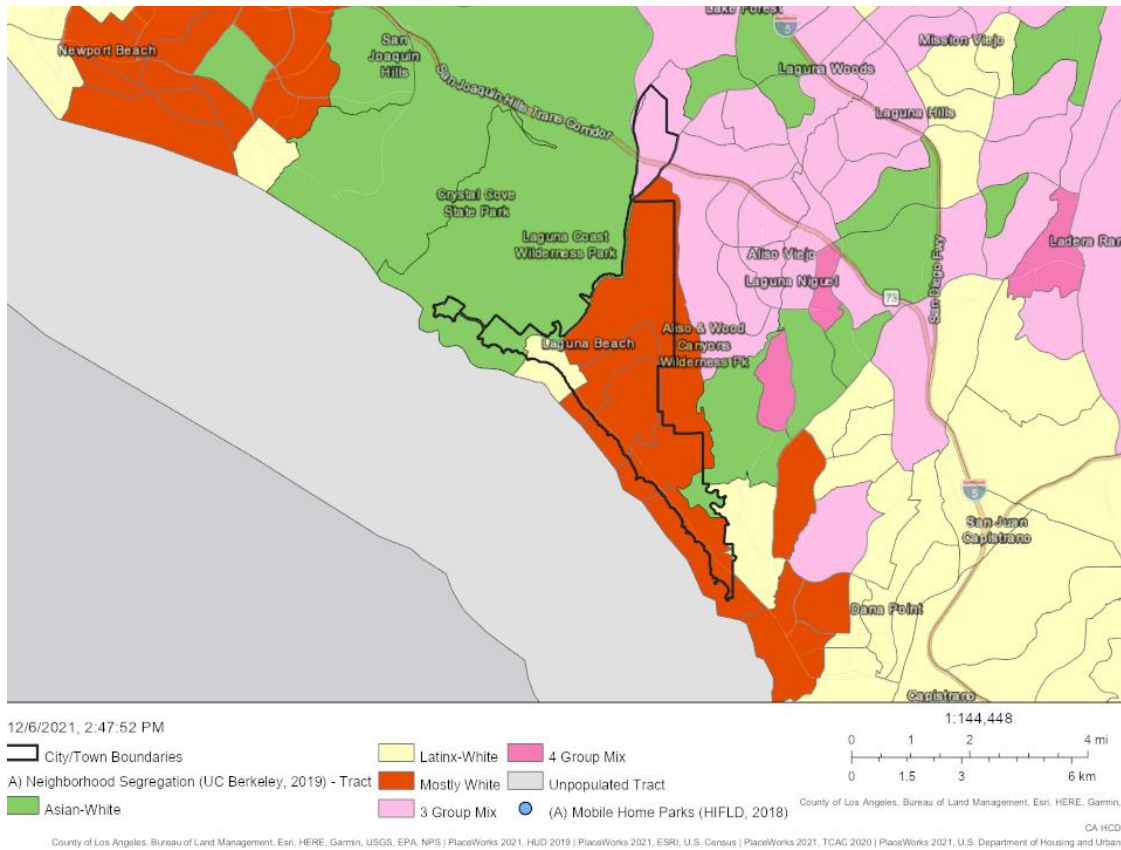 Lake Forest
5
Mission Viejo
Newport Beach
San
Joaquin
Hills
Laguna Woods
San Joaquin Hills Trans Corridor
Laguna Hills
Crystal Cove
State Park
Laguna Coast
Wilderness Park
Aliso Viejo
Laguna Niguel
Ladera Ran
San Diego Fwy
73
Laguna Beach
Aliso & Wood
Canyons
Wilderness Pk
5
San Juan
Capistrano
Dana Point
Capistrano
12/6/2021, 2:47:52 PM
1:144,448
City/Town Boundaries
Latinx-White
4 Group Mix
0 1 2 4 mi
A) Neighborhood Segregation (UC Berkeley, 2019) - Tract
Mostly White
Unpopulated Tract
0 1.5 3 6 km
Asian-White
3 Group Mix
(A) Mobile Home Parks (HIFLD, 2018)
County of Los Angeles, Bureau of Land Management, Esri, HERE, Garmin,
CA HCD
County of Los Angeles, Bureau of Land Management, Esri, HERE, Garmin, USGS, EPA, NPS | PlaceWorks 2021, HUD 2019 | PlaceWorks 2021, ESRI, U.S. Census | PlaceWorks 2021, TCAC 2020 | PlaceWorks 2021, U.S. Department of Housing and Urban